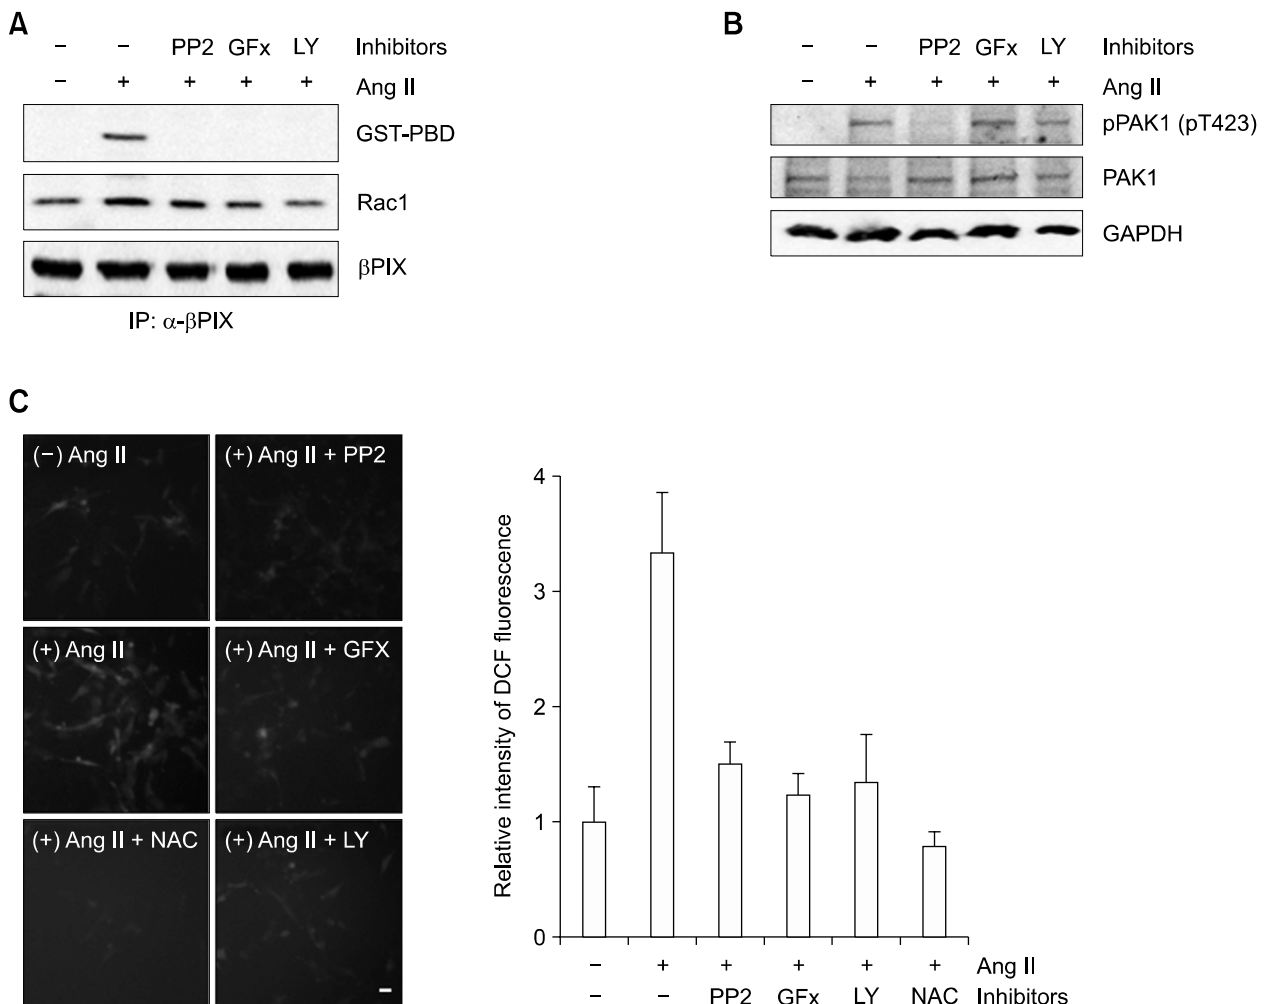 A
– – PP2 GFx LY Inhibitors
– + + + + Ang II
GST-PBD
Rac1
βPIX
IP: α-βPIX
B
– – PP2 GFx LY Inhibitors
– + + + + Ang II
pPAK1 (pT423)
PAK1
GAPDH
C
(−) Ang II
(+) Ang II + PP2
(+) Ang II
(+) Ang II + GFX
(+) Ang II + NAC
(+) Ang II + LY
Relative intensity of DCF fluorescence
4
3
2
1
0
– + + + + + Ang II
– – PP2 GFx LY NAC Inhibitors